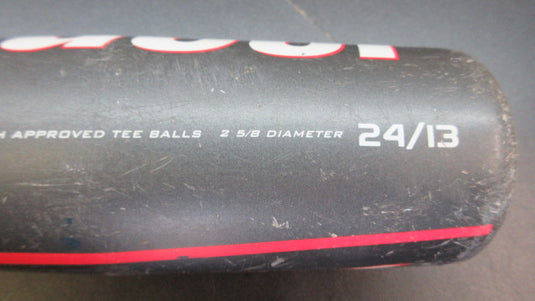 APPROVED TEE BALLS 2 5/8 DIAMETER 24/13